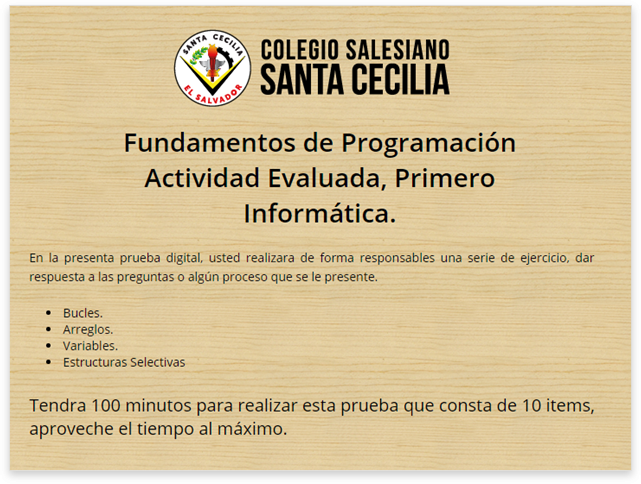 SANTA CECILIA
EL SALVADOR
COLEGIO SALESIANO
SANTA CECILIA
Fundamentos de Programación
Actividad Evaluada, Primero
Informática.
En la presenta prueba digital, usted realizara de forma responsables una serie de ejercicio, dar
respuesta a las preguntas o algún proceso que se le presente.
• Bucles.
• Arreglos.
• Variables.
• Estructuras Selectivas
Tendra 100 minutos para realizar esta prueba que consta de 10 items,
aproveche el tiempo al máximo.